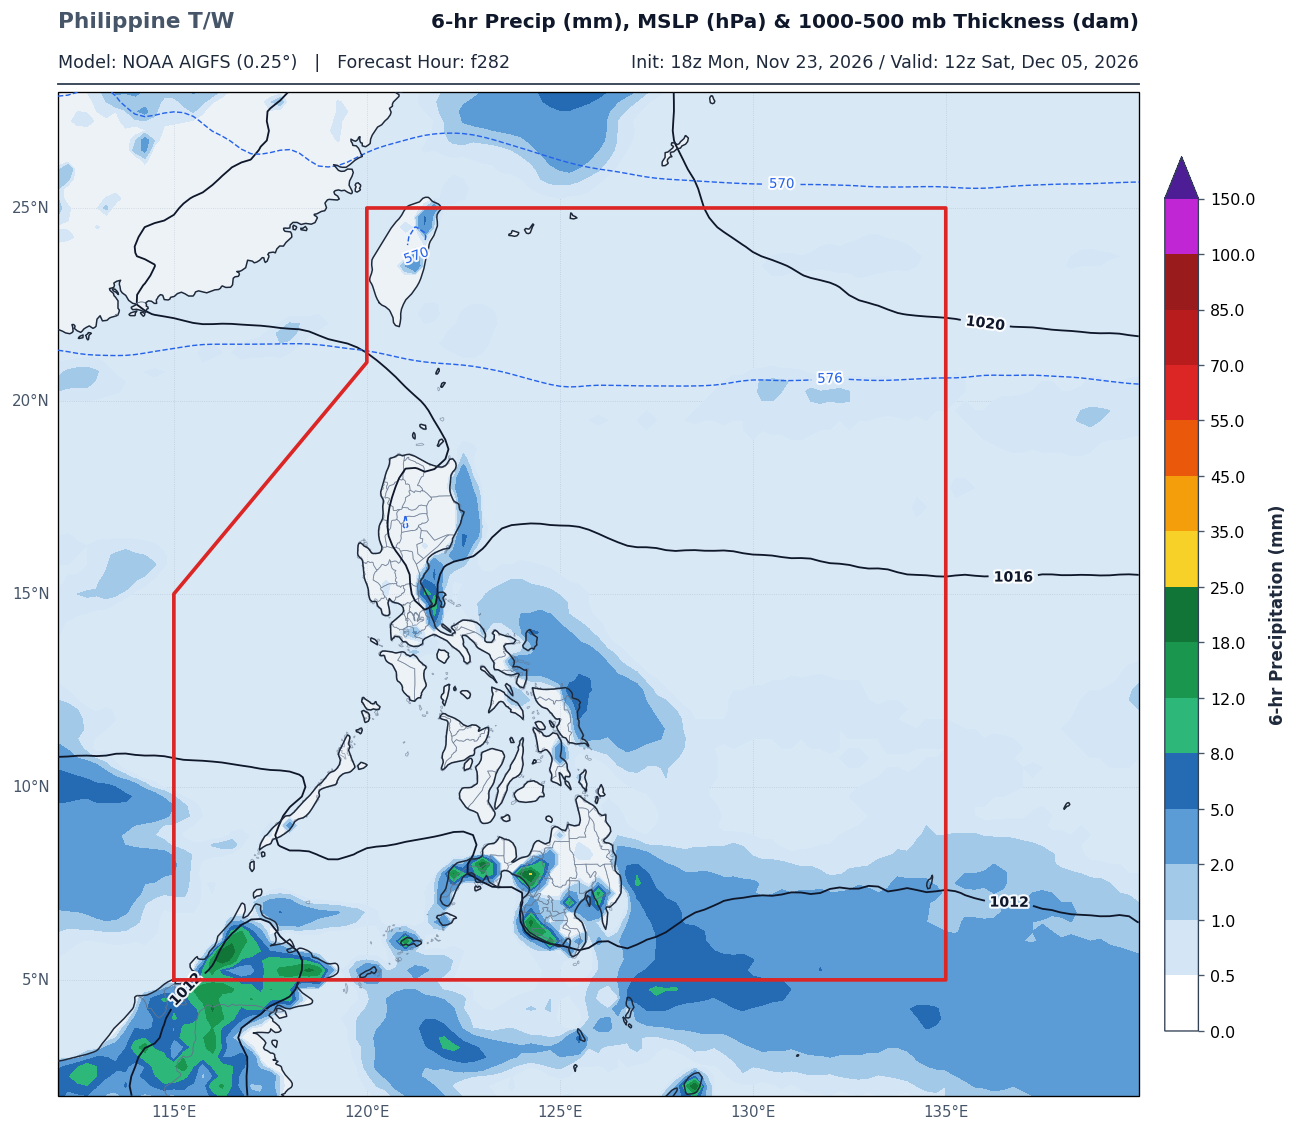 Philippine T/W
6-hr Precip (mm), MSLP (hPa) & 1000-500 mb Thickness (dam)
Model: NOAA AIGFS (0.25°)   |   Forecast Hour: f282
Init: 18z Mon, Nov 23, 2026 / Valid: 12z Sat, Dec 05, 2026
570
570
576
1020
1016
1012
1012
25°N
20°N
15°N
10°N
5°N
115°E
120°E
125°E
130°E
135°E
150.0
100.0
85.0
70.0
55.0
45.0
35.0
25.0
18.0
12.0
8.0
5.0
2.0
1.0
0.5
0.0
6-hr Precipitation (mm)